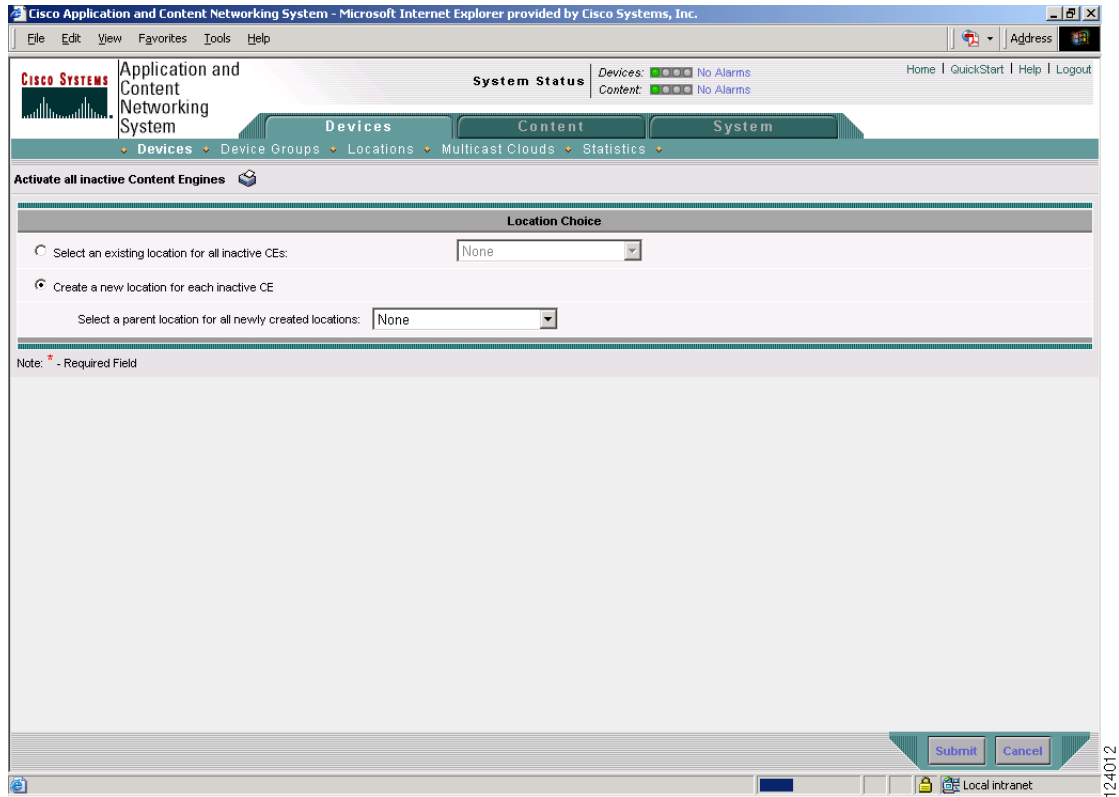 Cisco Application and Content Networking System - Microsoft Internet Explorer provided by Cisco Systems, Inc.
File Edit View Favorites Tools Help
Address
CISCO SYSTEMS
Application and
Content
Networking
System
System Status
Devices: No Alarms
Content: No Alarms
Home | QuickStart | Help | Logout
Devices Content System
Devices Device Groups Locations Multicast Clouds Statistics
Activate all inactive Content Engines
Location Choice
Select an existing location for all inactive CEs: None
Create a new location for each inactive CE
Select a parent location for all newly created locations: None
Note: * - Required Field
Submit Cancel
Local intranet
124012